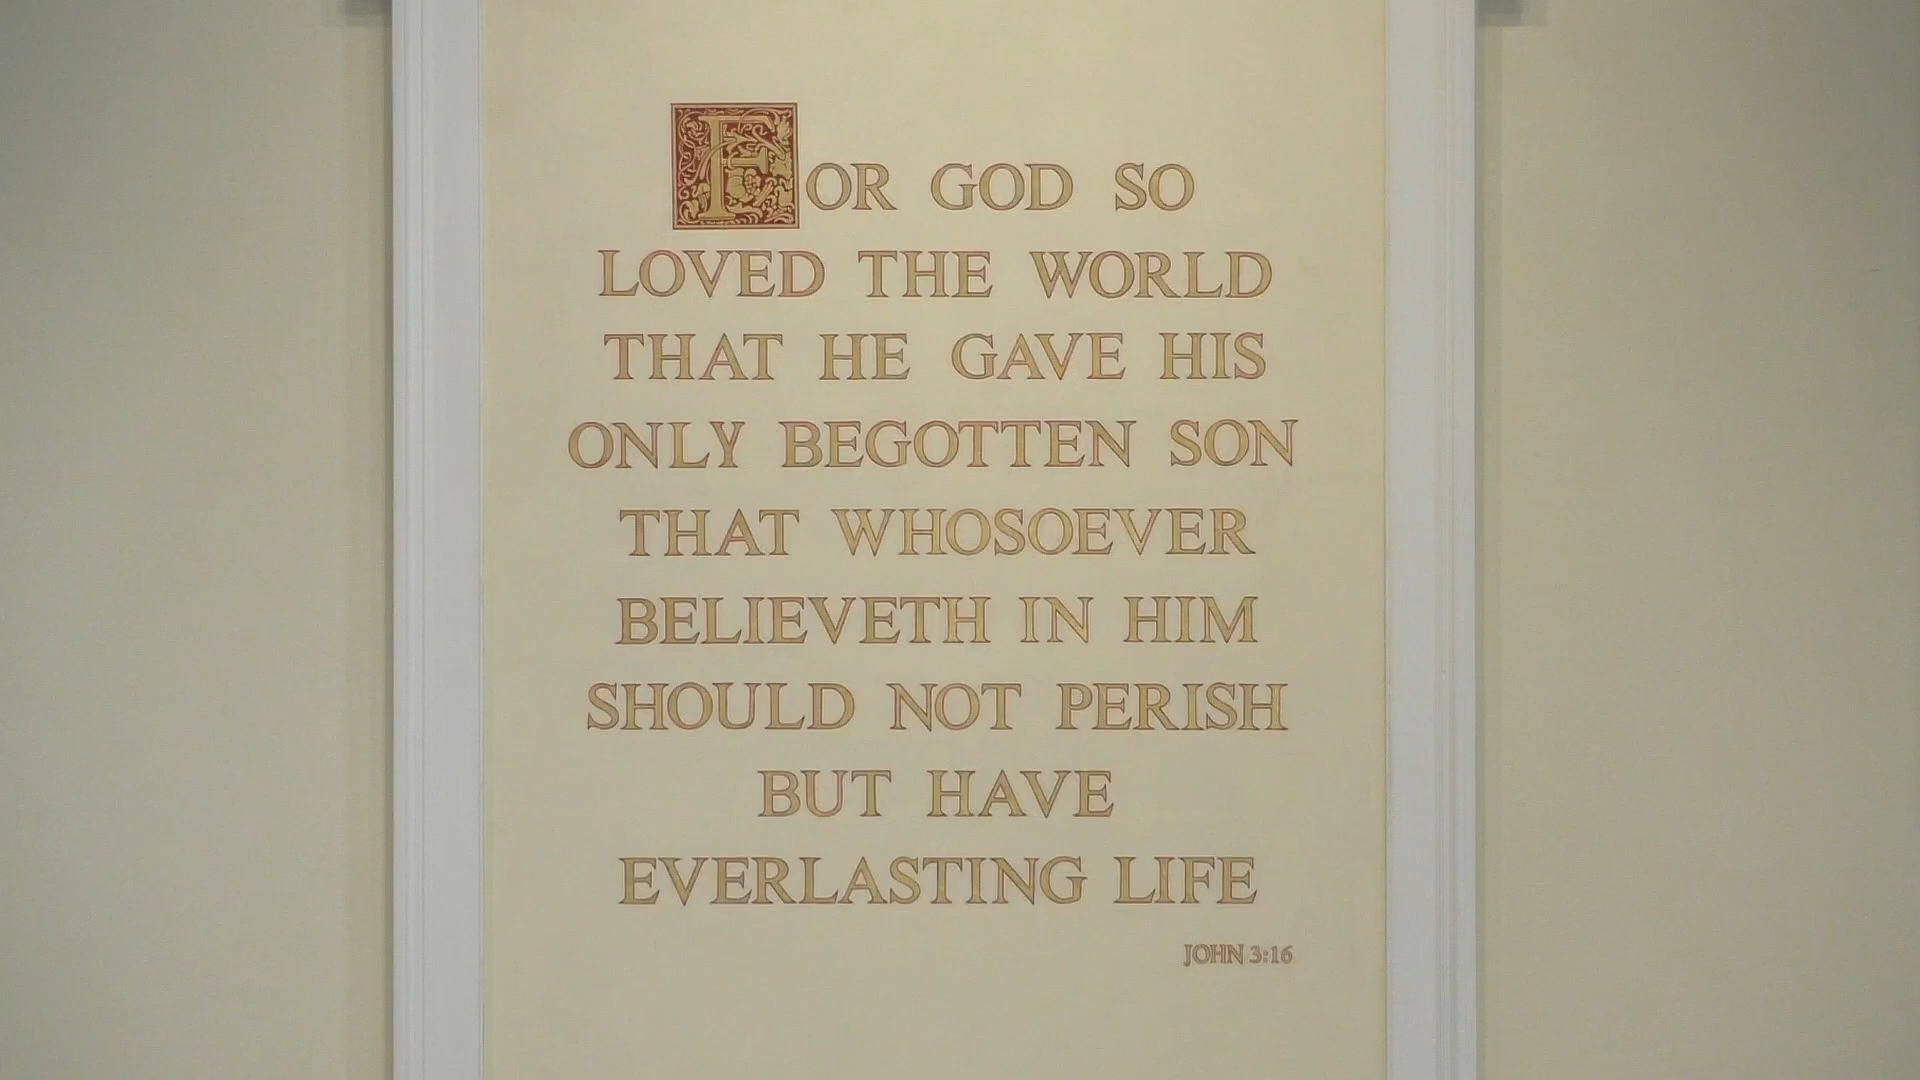 FOR GOD SO
LOVED THE WORLD
THAT HE GAVE HIS
ONLY BEGOTTEN SON
THAT WHOSOEVER
BELIEVETH IN HIM
SHOULD NOT PERISH
BUT HAVE
EVERLASTING LIFE
JOHN 3:16